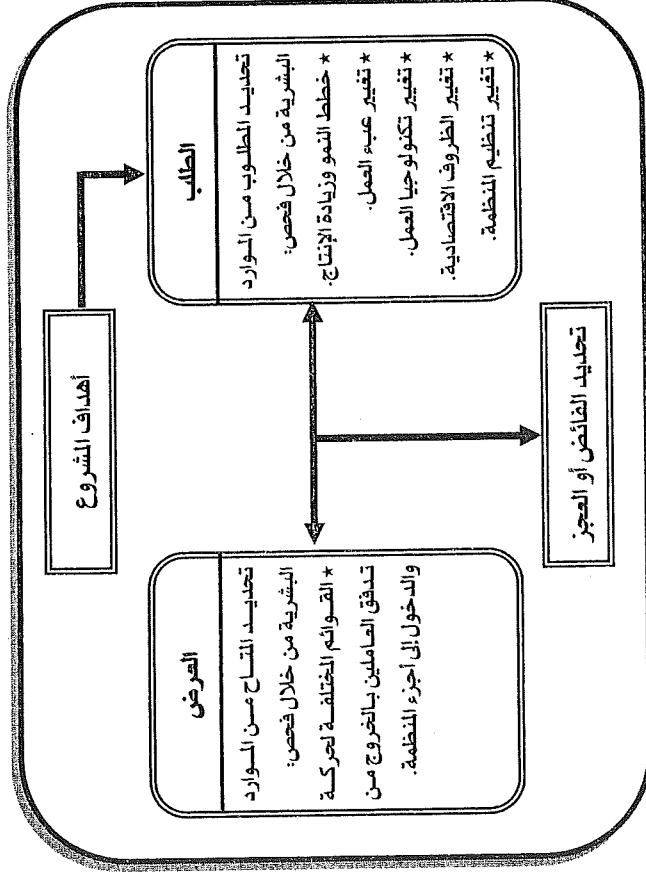 أهداف المشروع
الطلب
تحديد الطلوب من الموارد
البشرية من خلال فحص:
* خطط النمو وزيادة الإنتاج.
* تغيير عبء العمل.
* تغيير تكنولوجيا العمل.
* تغيير الظروف الاقتصادية.
* تغيير تنظيم المنظمة.
العرض
تحديد المتاح من الموارد
البشرية من خلال فحص:
* القوائم المختلفة لحركة
تدفق العاملين بالخروج من
والدخول إلى أجزء المنظمة.
تحديد الفائض أو العجز